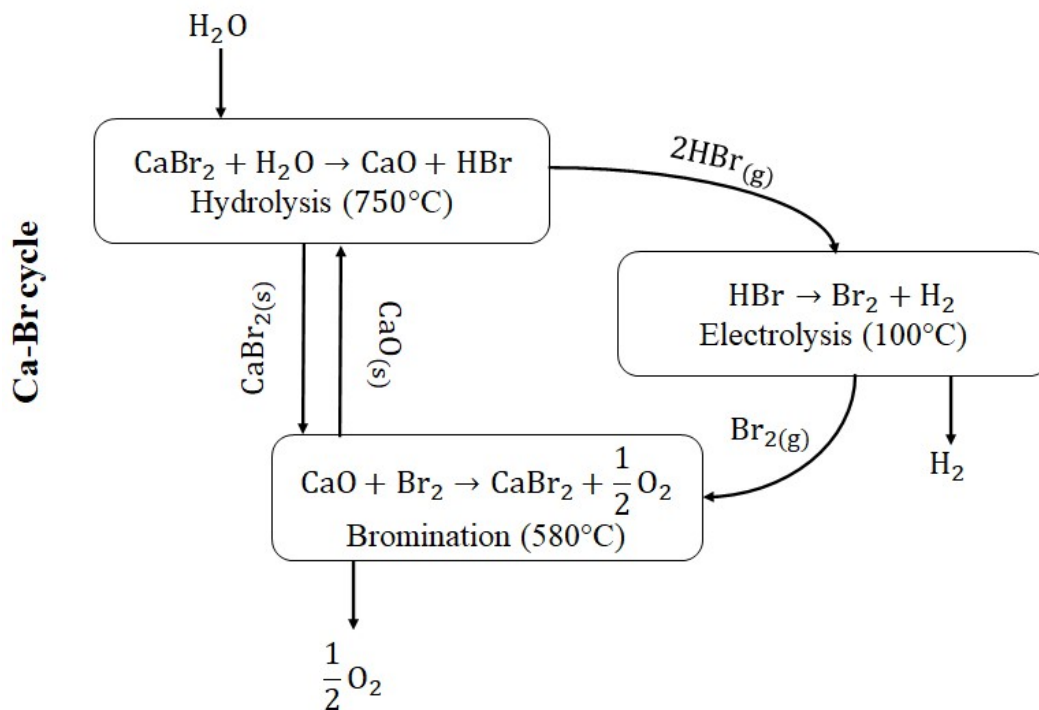 Ca-Br cycle
H₂O
CaBr₂ + H₂O → CaO + HBr
Hydrolysis (750°C)
2HBr₍g₎
CaBr₂₍s₎
CaO₍s₎
HBr → Br₂ + H₂
Electrolysis (100°C)
Br₂₍g₎
H₂
CaO + Br₂ → CaBr₂ + 1/2 O₂
Bromination (580°C)
1/2 O₂